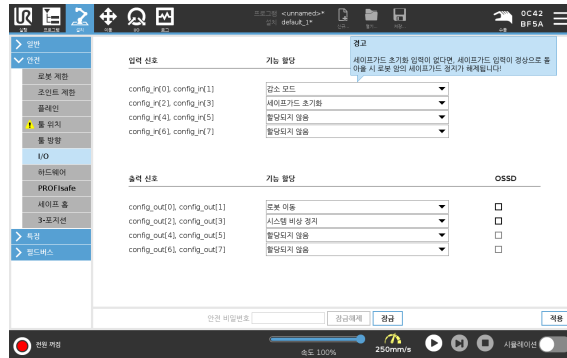 UR
프로그램 <unnamed>*
설치 default_1*
0C42
BF5A
실행
프로그램
설치
이동
I/O
로그
수동
일반
안전
로봇 제한
조인트 제한
플레인
툴 위치
툴 방향
I/O
하드웨어
PROFIsafe
세이프 홈
3-포지션
특징
필드버스
경고
세이프가드 초기화 입력이 없다면, 세이프가드 입력이 정상으로 돌
아올 시 로봇 암의 세이프가드 정지가 해제됩니다!
입력 신호 기능 할당
config_in[0], config_in[1] 감소 모드
config_in[2], config_in[3] 세이프가드 초기화
config_in[4], config_in[5] 할당되지 않음
config_in[6], config_in[7] 할당되지 않음
출력 신호 기능 할당 OSSD
config_out[0], config_out[1] 로봇 이동
config_out[2], config_out[3] 시스템 비상 정지
config_out[4], config_out[5] 할당되지 않음
config_out[6], config_out[7] 할당되지 않음
안전 비밀번호 잠금해제 잠금 적용
전원 꺼짐
속도 100%
250mm/s
시뮬레이션